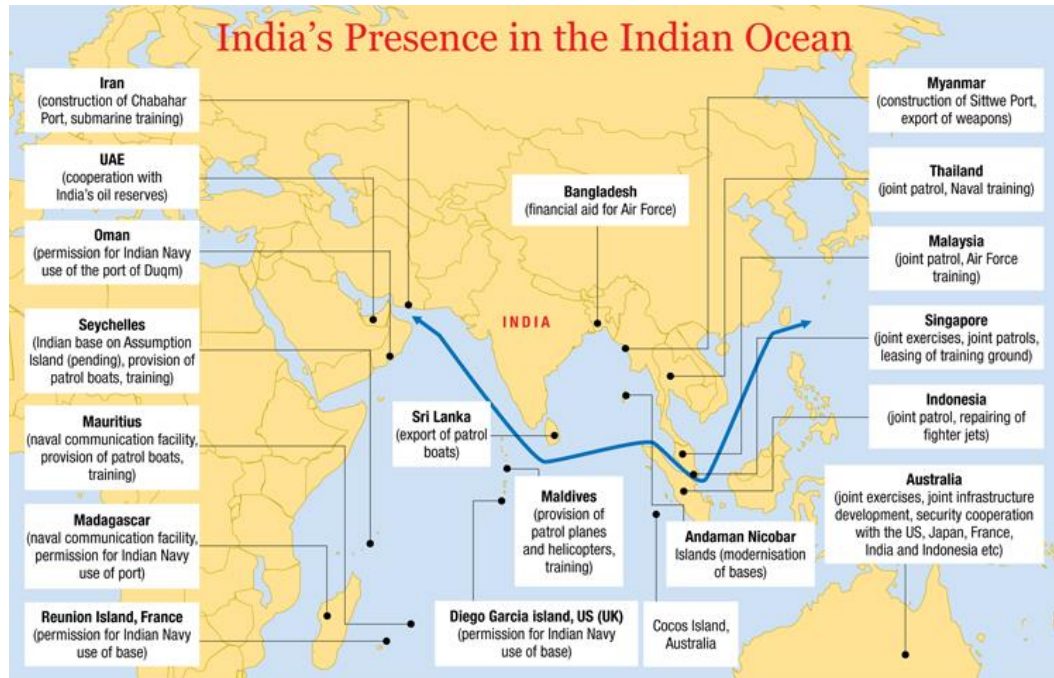 India's Presence in the Indian Ocean
Iran
(construction of Chabahar
Port, submarine training)
UAE
(cooperation with
India's oil reserves)
Oman
(permission for Indian Navy
use of the port of Duqm)
Seychelles
(Indian base on Assumption
Island (pending), provision of
patrol boats, training)
Mauritius
(naval communication facility,
provision of patrol boats,
training)
Madagascar
(naval communication facility,
permission for Indian Navy
use of port)
Reunion Island, France
(permission for Indian Navy
use of base)
Bangladesh
(financial aid for Air Force)
INDIA
Sri Lanka
(export of patrol
boats)
Maldives
(provision of
patrol planes
and helicopters,
training)
Diego Garcia island, US (UK)
(permission for Indian Navy
use of base)
Andaman Nicobar
Islands (modernisation
of bases)
Cocos Island,
Australia
Myanmar
(construction of Sittwe Port,
export of weapons)
Thailand
(joint patrol, Naval training)
Malaysia
(joint patrol, Air Force
training)
Singapore
(joint exercises, joint patrols,
leasing of training ground)
Indonesia
(joint patrol, repairing of
fighter jets)
Australia
(joint exercises, joint infrastructure
development, security cooperation
with the US, Japan, France,
India and Indonesia etc)